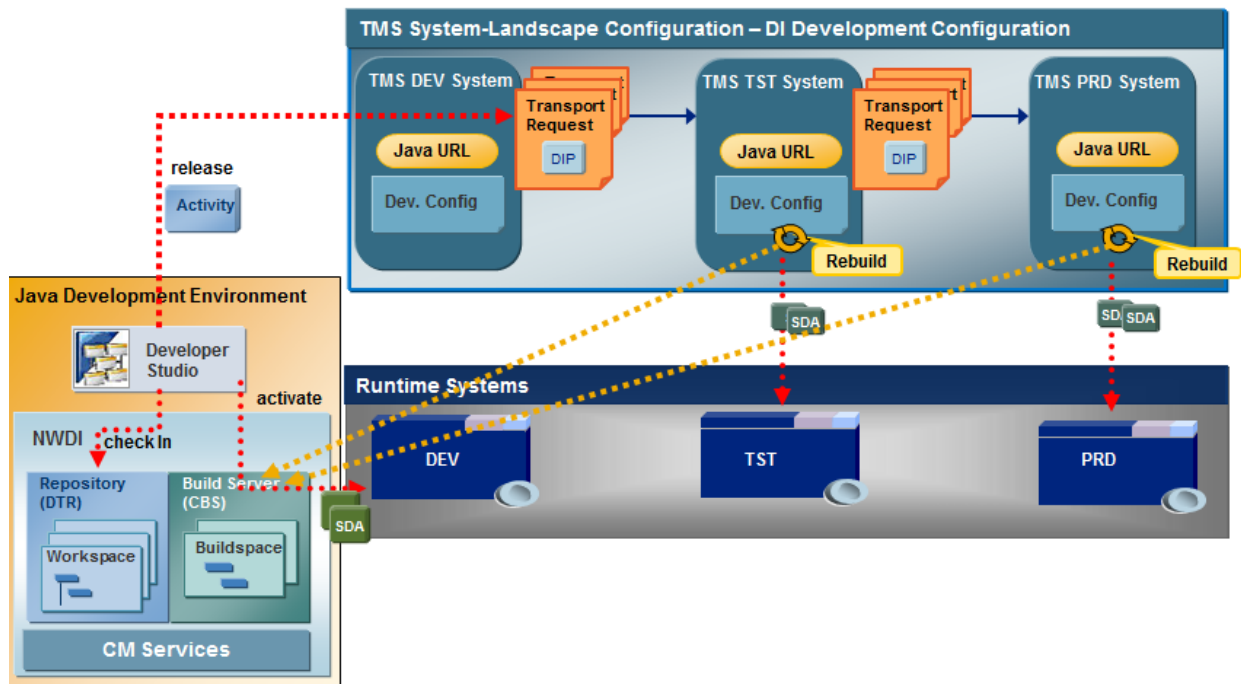 TMS System-Landscape Configuration – DI Development Configuration
TMS DEV System
Java URL
Dev. Config
Transport
Request
DIP
TMS TST System
Java URL
Dev. Config
Rebuild
Transport
Request
DIP
TMS PRD System
Java URL
Dev. Config
Rebuild
release
Activity
Java Development Environment
Developer
Studio
activate
NWDI
check In
Repository
(DTR)
Workspace
Build Server
(CBS)
Buildspace
CM Services
SDA
SDA
SDA
Runtime Systems
DEV
TST
PRD